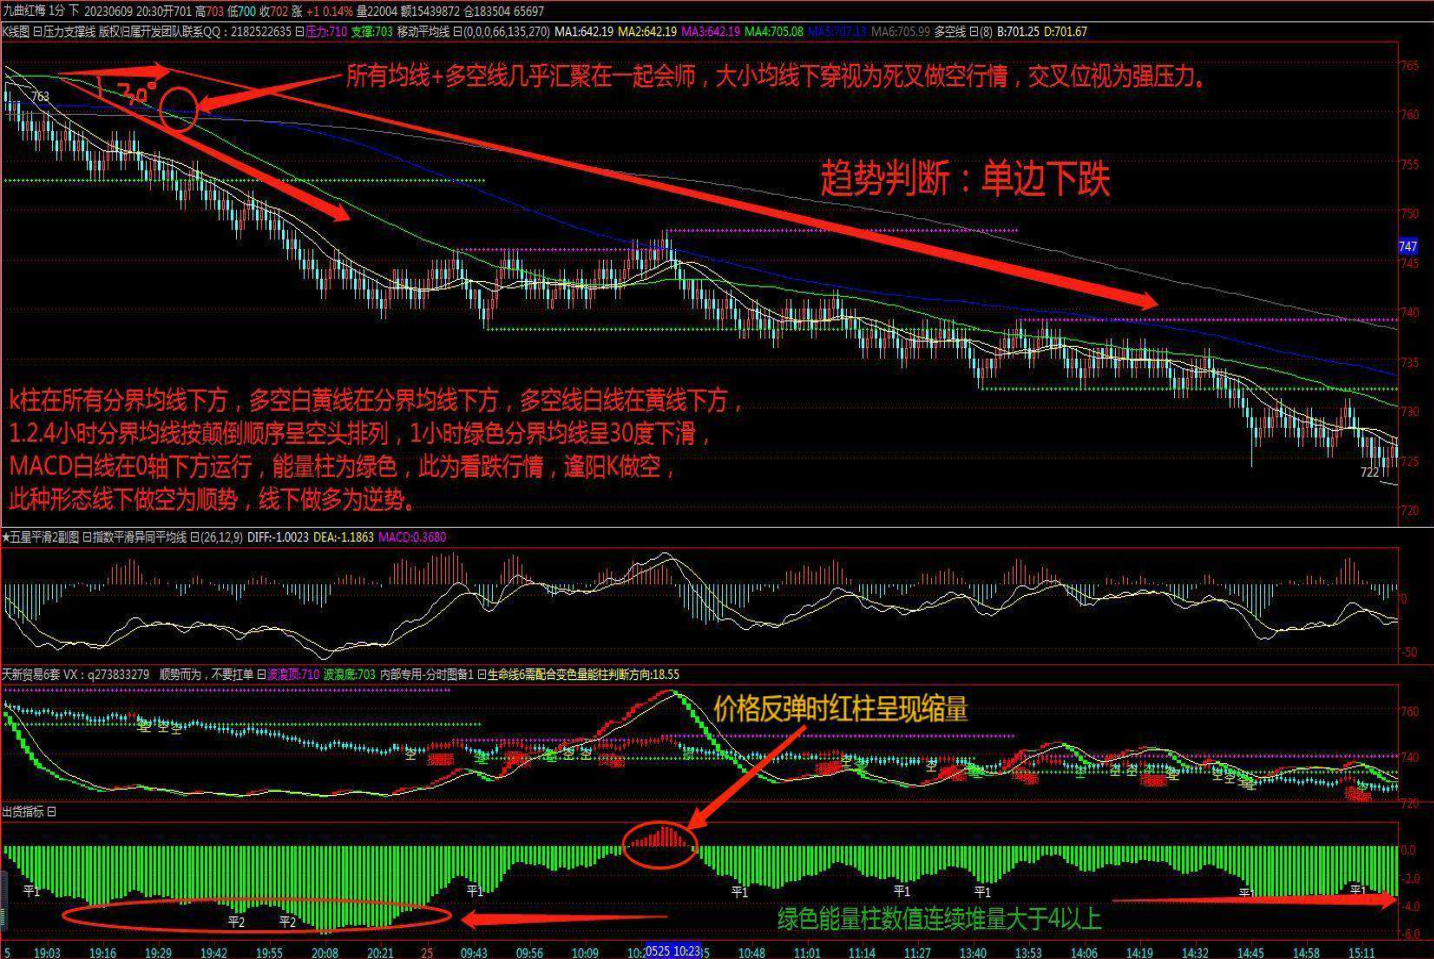 九曲红梅 1分 下 20230609 20:30开701 高703 低700 收702 涨 +1 0.14% 量22004 额15439872 仓183504 65697
K线图 日压力支撑线 版权归属开发团队联系QQ：2182522635 日压力:710 支撑:703 移动平均线 日(0,0,0,66,135,270) MA1:642.19 MA2:642.19 MA3:642.19 MA4:705.08 MA5:707.13 MA6:705.99 多空线 日(8) B:701.25 D:701.67
所有均线+多空线几乎汇聚在一起会师，大小均线下穿视为死叉做空行情，交叉位视为强压力。
763
765
760
趋势判断：单边下跌
755
750
747
745
740
735
k柱在所有分界均线下方，多空白黄线在分界均线下方，多空线白线在黄线下方，
1.2.4小时分界均线按颠倒顺序呈空头排列，1小时绿色分界均线呈30度下滑，
MACD白线在0轴下方运行，能量柱为绿色，此为看跌行情，逢阳K做空，
此种形态线下做空为顺势，线下做多为逆势。
730
725
722
720
★五星平滑2副图 日指数平滑异同平均线 日(26,12,9) DIFF:-1.0023 DEA:-1.1863 MACD:0.3680
0
-50
天新贸易6套 VX：q273833279 顺势而为，不要扛单 日波浪顶:710 波浪底:703 内部专用-分时图备1 日生命线6需配合变色量能柱判断方向:18.55
价格反弹时红柱呈现缩量
760
空 空 空
740
空 空 空 空 空 空 空 空 空 空 空 空 空
720
出货指标 日
0.0
-2.0
平1 平1 平1 平1 平1 平1 平1
-4.0
平2 平2
绿色能量柱数值连续堆量大于4以上
-6.0
5 19:03 19:16 19:29 19:42 19:55 20:08 20:21 25 09:43 09:56 10:09 10:2 0525 10:23 35 10:48 11:01 11:14 11:27 13:40 13:53 14:06 14:19 14:32 14:45 14:58 15:11